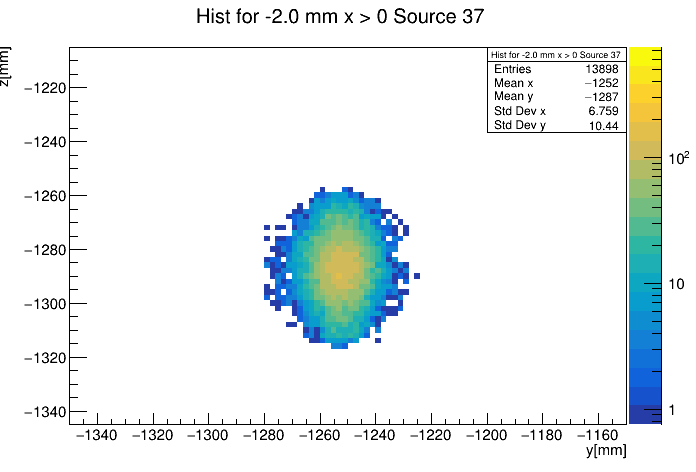 Hist for -2.0 mm x > 0 Source 37
z[mm]
Hist for -2.0 mm x > 0 Source 37
Entries 13898
Mean x −1252
Mean y −1287
Std Dev x 6.759
Std Dev y 10.44
−1220
−1240
−1260
−1280
−1300
−1320
−1340
10²
10
1
−1340 −1320 −1300 −1280 −1260 −1240 −1220 −1200 −1180 −1160
y[mm]